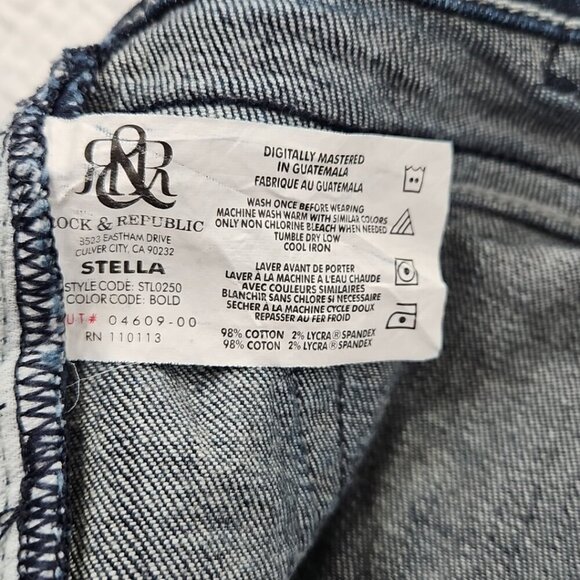 R&R
OCK & REPUBLIC
3523 EASTHAM DRIVE
CULVER CITY, CA 90232
STELLA
STYLE CODE: STL0250
COLOR CODE: BOLD
UT# 04609-00
RN 110113
DIGITALLY MASTERED
IN GUATEMALA
FABRIQUE AU GUATEMALA
WASH ONCE BEFORE WEARING
MACHINE WASH WARM WITH SIMILAR COLORS
ONLY NON CHLORINE BLEACH WHEN NEEDED
TUMBLE DRY LOW
COOL IRON
LAVER AVANT DE PORTER
LAVER À LA MACHINE A L'EAU CHAUDE
AVEC COULEURS SIMILAIRES
BLANCHIR SANS CHLORE SI NECESSAIRE
SÉCHER À LA MACHINE CYCLE DOUX
REPASSER AU FER FROID
98% COTTON 2% LYCRA® SPANDEX
98% COTTON 2% LYCRA® SPANDEX